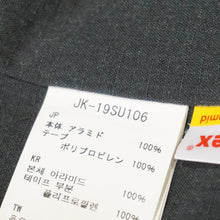 JK-19SU106
JP
本体 アラミド 100%
テープ
ポリプロピレン 100%
KR
본체 아라미드 100%
테이프 부분
폴리프로필렌 100%
TW
ex